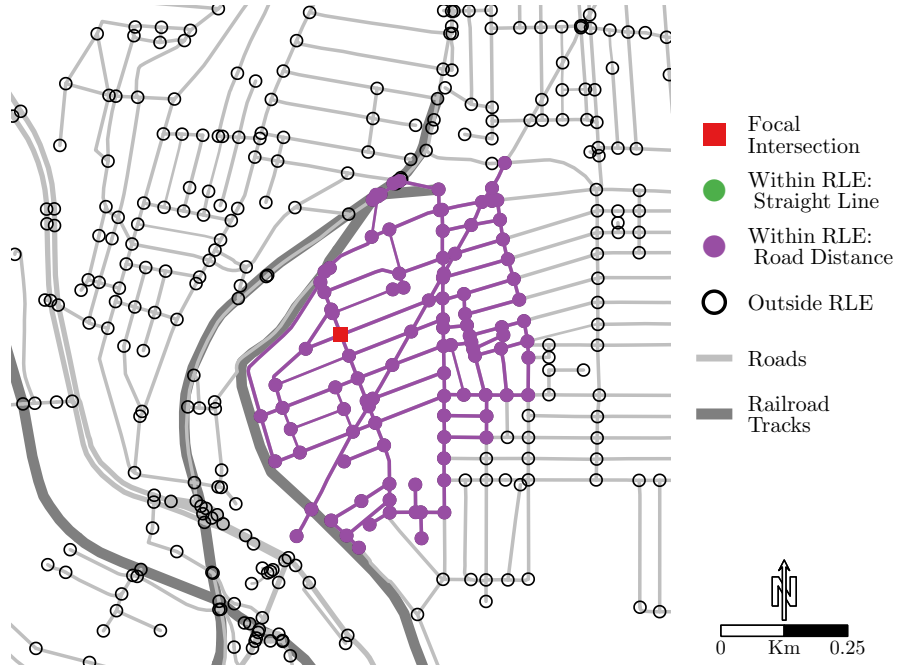 Focal
Intersection
Within RLE:
Straight Line
Within RLE:
Road Distance
Outside RLE
Roads
Railroad
Tracks
N
0 Km 0.25